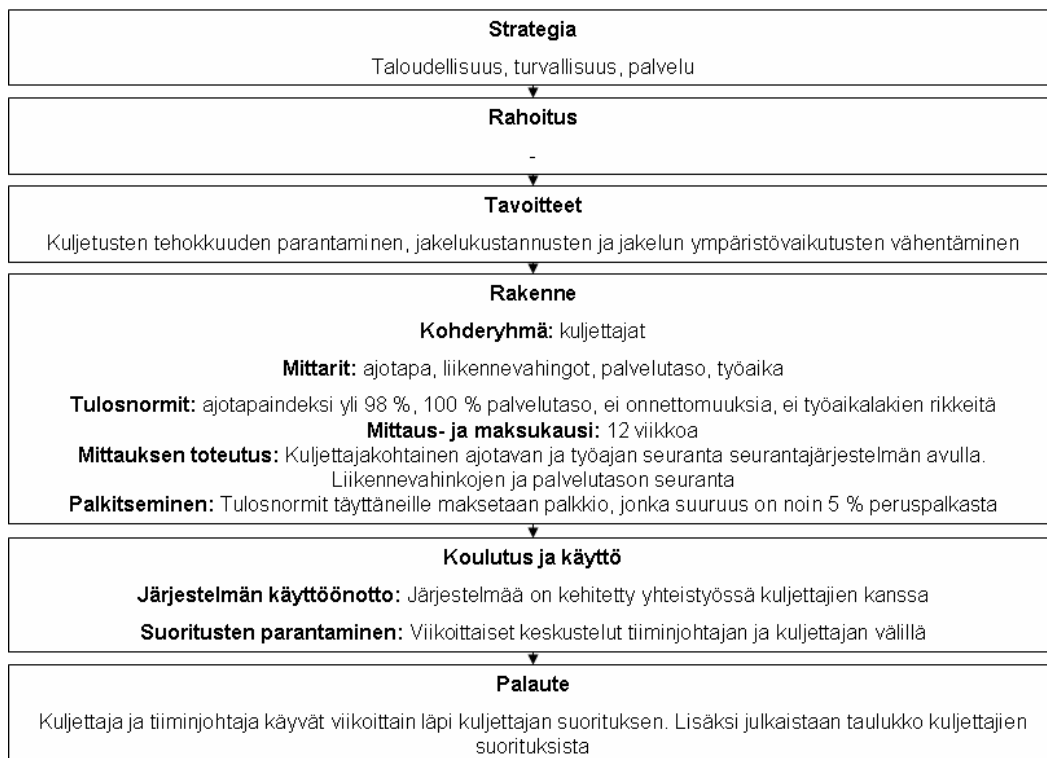 Strategia
Taloudellisuus, turvallisuus, palvelu
Rahoitus
-
Tavoitteet
Kuljetusten tehokkuuden parantaminen, jakelukustannusten ja jakelun ympäristövaikutusten vähentäminen
Rakenne
Kohderyhmä: kuljettajat
Mittarit: ajotapa, liikennevahingot, palvelutaso, työaika
Tulosnormit: ajotapaindeksi yli 98 %, 100 % palvelutaso, ei onnettomuuksia, ei työaikalakien rikkeitä
Mittaus- ja maksukausi: 12 viikkoa
Mittauksen toteutus: Kuljettajakohtainen ajotavan ja työajan seuranta seurantajärjestelmän avulla.
Liikennevahinkojen ja palvelutason seuranta
Palkitseminen: Tulosnormit täyttäneille maksetaan palkkio, jonka suuruus on noin 5 % peruspalkasta
Koulutus ja käyttö
Järjestelmän käyttöönotto: Järjestelmää on kehitetty yhteistyössä kuljettajien kanssa
Suoritusten parantaminen: Viikoittaiset keskustelut tiiminjohtajan ja kuljettajan välillä
Palaute
Kuljettaja ja tiiminjohtaja käyvät viikoittain läpi kuljettajan suorituksen. Lisäksi julkaistaan taulukko kuljettajien
suorituksista